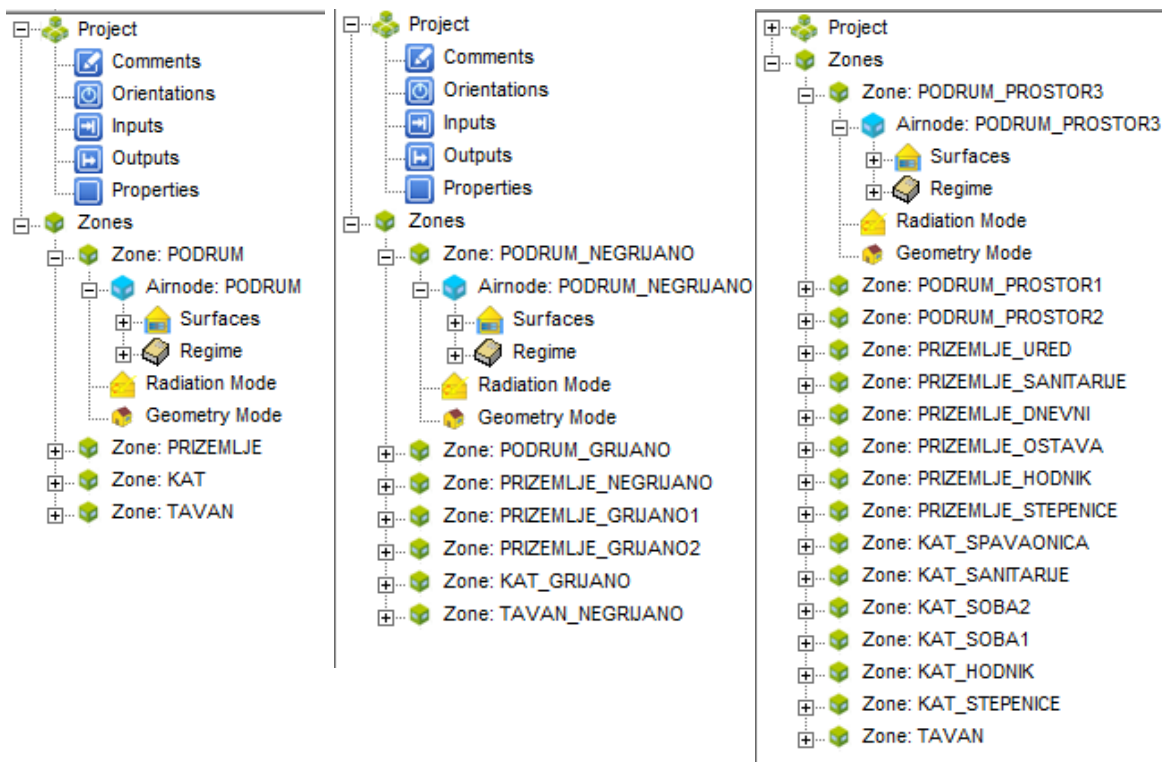 Project
Comments
Orientations
Inputs
Outputs
Properties
Zones
Zone: PODRUM
Airnode: PODRUM
Surfaces
Regime
Radiation Mode
Geometry Mode
Zone: PRIZEMLJE
Zone: KAT
Zone: TAVAN
Project
Comments
Orientations
Inputs
Outputs
Properties
Zones
Zone: PODRUM_NEGRIJANO
Airnode: PODRUM_NEGRIJANO
Surfaces
Regime
Radiation Mode
Geometry Mode
Zone: PODRUM_GRIJANO
Zone: PRIZEMLJE_NEGRIJANO
Zone: PRIZEMLJE_GRIJANO1
Zone: PRIZEMLJE_GRIJANO2
Zone: KAT_GRIJANO
Zone: TAVAN_NEGRIJANO
Project
Zones
Zone: PODRUM_PROSTOR3
Airnode: PODRUM_PROSTOR3
Surfaces
Regime
Radiation Mode
Geometry Mode
Zone: PODRUM_PROSTOR1
Zone: PODRUM_PROSTOR2
Zone: PRIZEMLJE_URED
Zone: PRIZEMLJE_SANITARIJE
Zone: PRIZEMLJE_DNEVNI
Zone: PRIZEMLJE_OSTAVA
Zone: PRIZEMLJE_HODNIK
Zone: PRIZEMLJE_STEPENICE
Zone: KAT_SPAVAONICA
Zone: KAT_SANITARIJE
Zone: KAT_SOBA2
Zone: KAT_SOBA1
Zone: KAT_HODNIK
Zone: KAT_STEPENICE
Zone: TAVAN